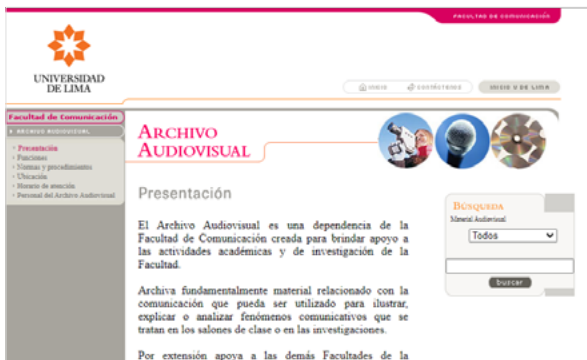 FACULTAD DE COMUNICACIÓN
UNIVERSIDAD
DE LIMA
INICIO
CONTÁCTENOS
INICIO U DE LIMA
Facultad de Comunicación
ARCHIVO AUDIOVISUAL
Presentación
Funciones
Normas y procedimientos
Ubicación
Horario de atención
Personal del Archivo Audiovisual
ARCHIVO
AUDIOVISUAL
Presentación
El Archivo Audiovisual es una dependencia de la
Facultad de Comunicación creada para brindar apoyo a
las actividades académicas y de investigación de la
Facultad.
Archiva fundamentalmente material relacionado con la
comunicación que pueda ser utilizado para ilustrar,
explicar o analizar fenómenos comunicativos que se
tratan en los salones de clase o en las investigaciones.
Por extensión apoya a las demás Facultades de la
BÚSQUEDA
Material Audiovisual
Todos
buscar